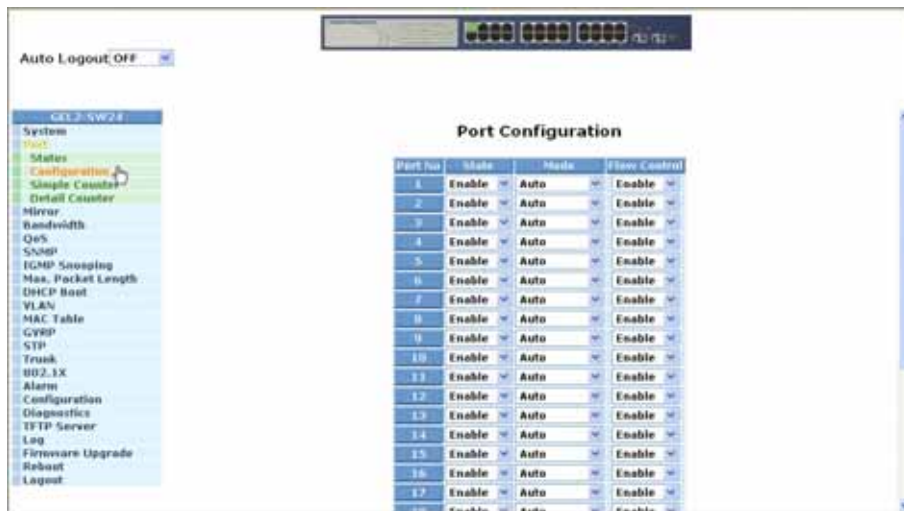 Auto Logout OFF
GEL2-SW24
System
Port
Status
Configuration
Simple Counter
Detail Counter
Mirror
Bandwidth
QoS
SNMP
IGMP Snooping
Max. Packet Length
DHCP Boot
VLAN
MAC Table
GVRP
STP
Trunk
802.1X
Alarm
Configuration
Diagnostics
TFTP Server
Log
Firmware Upgrade
Reboot
Logout
Port Configuration
Port No State Mode Flow Control
1 Enable Auto Enable
2 Enable Auto Enable
3 Enable Auto Enable
4 Enable Auto Enable
5 Enable Auto Enable
6 Enable Auto Enable
7 Enable Auto Enable
8 Enable Auto Enable
9 Enable Auto Enable
10 Enable Auto Enable
11 Enable Auto Enable
12 Enable Auto Enable
13 Enable Auto Enable
14 Enable Auto Enable
15 Enable Auto Enable
16 Enable Auto Enable
17 Enable Auto Enable